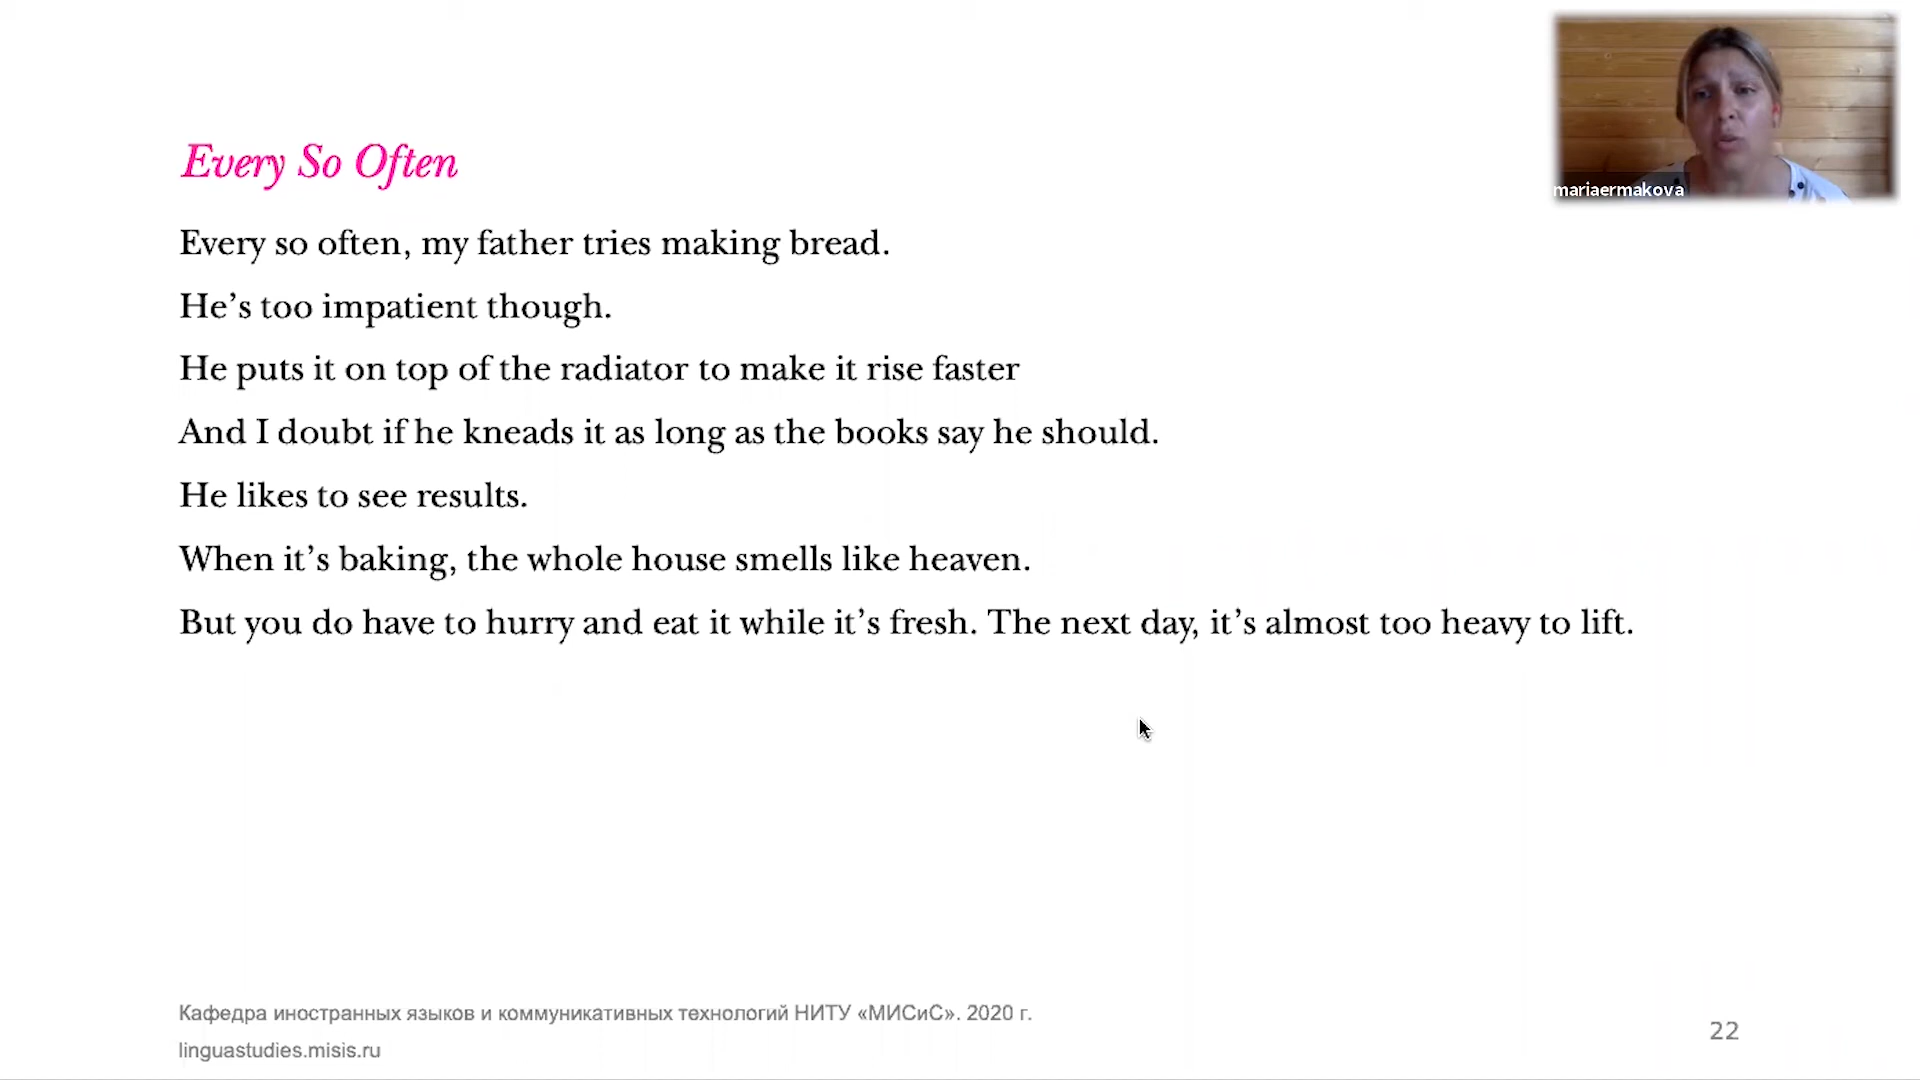 mariaermakova
Every So Often
Every so often, my father tries making bread.
He’s too impatient though.
He puts it on top of the radiator to make it rise faster
And I doubt if he kneads it as long as the books say he should.
He likes to see results.
When it’s baking, the whole house smells like heaven.
But you do have to hurry and eat it while it’s fresh. The next day, it’s almost too heavy to lift.
Кафедра иностранных языков и коммуникативных технологий НИТУ «МИСиС». 2020 г.
linguastudies.misis.ru
22